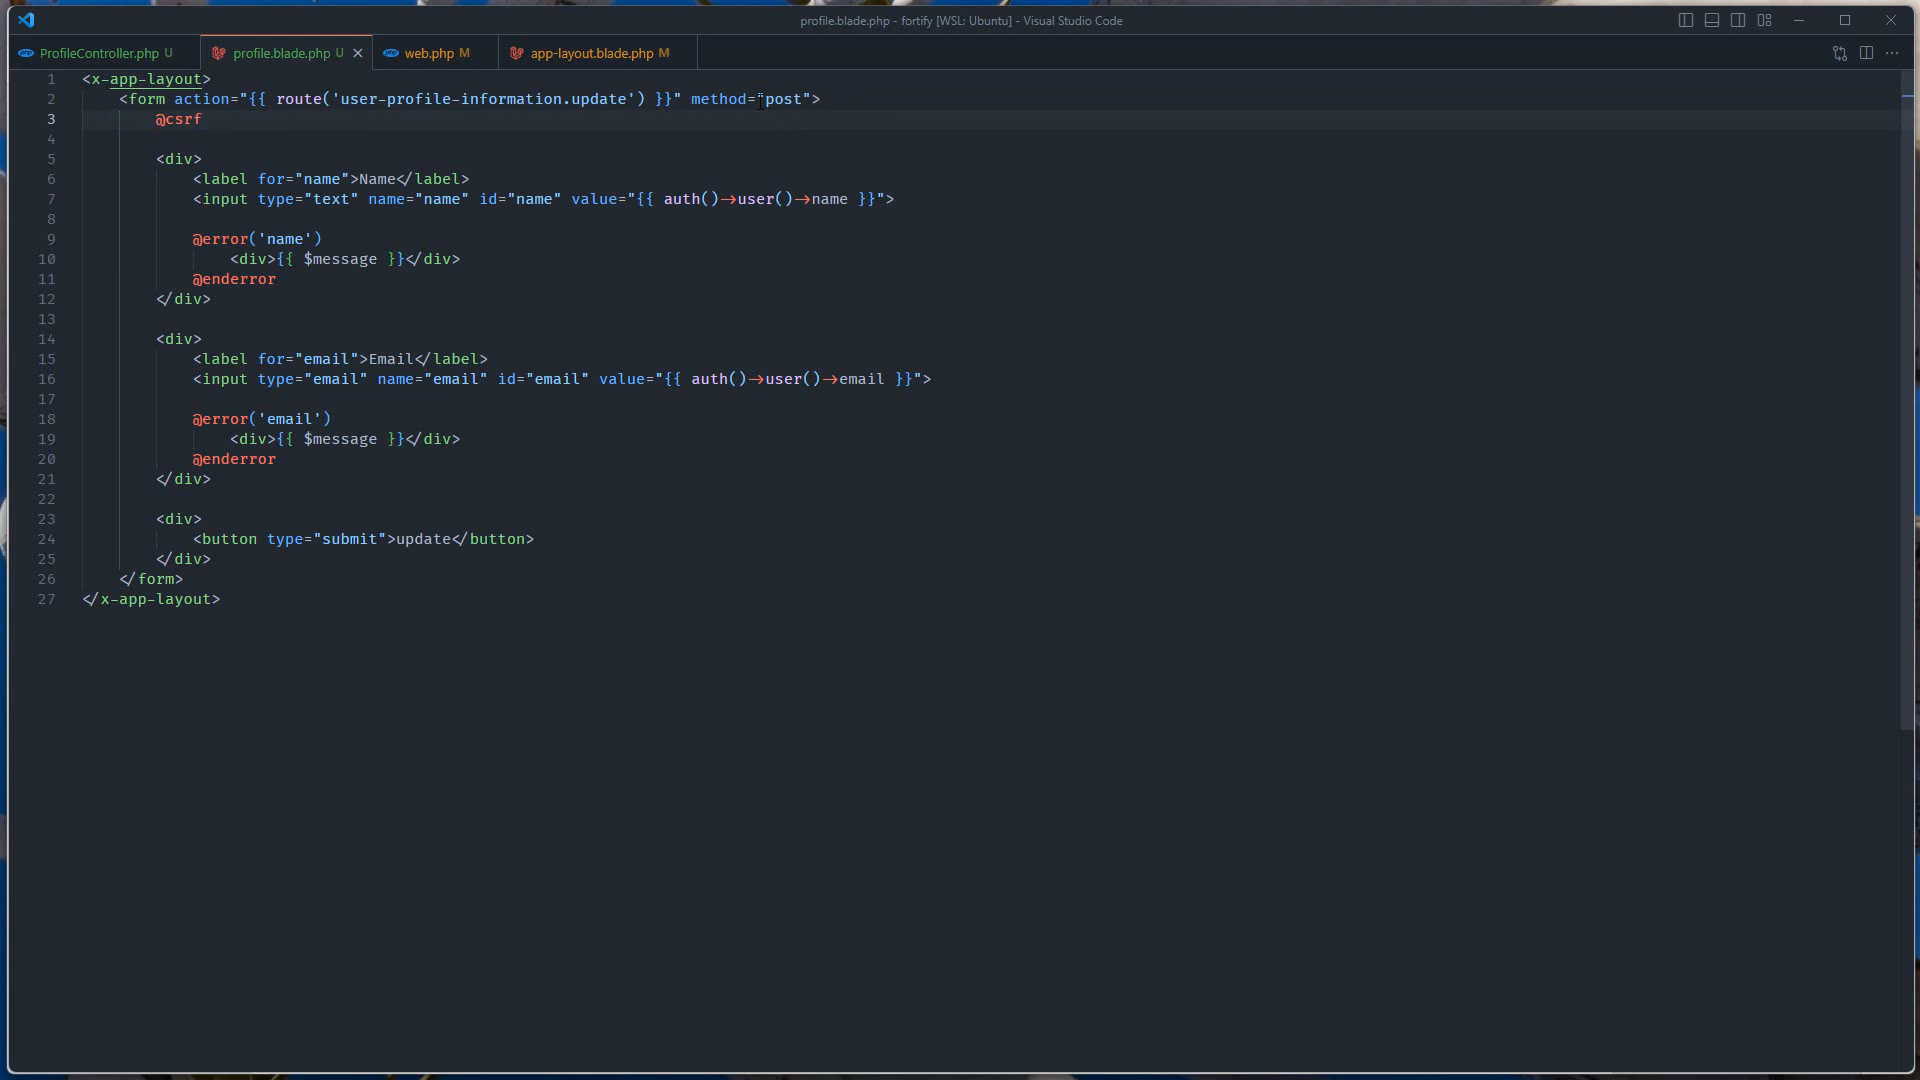 profile.blade.php - fortify [WSL: Ubuntu] - Visual Studio Code
ProfileController.php U
profile.blade.php U
web.php M
app-layout.blade.php M
1 <x-app-layout>
2     <form action="{{ route('user-profile-information.update') }}" method="post">
3         @csrf
4
5         <div>
6             <label for="name">Name</label>
7             <input type="text" name="name" id="name" value="{{ auth()->user()->name }}">
8
9             @error('name')
10                 <div>{{ $message }}</div>
11             @enderror
12         </div>
13
14         <div>
15             <label for="email">Email</label>
16             <input type="email" name="email" id="email" value="{{ auth()->user()->email }}">
17
18             @error('email')
19                 <div>{{ $message }}</div>
20             @enderror
21         </div>
22
23         <div>
24             <button type="submit">update</button>
25         </div>
26     </form>
27 </x-app-layout>